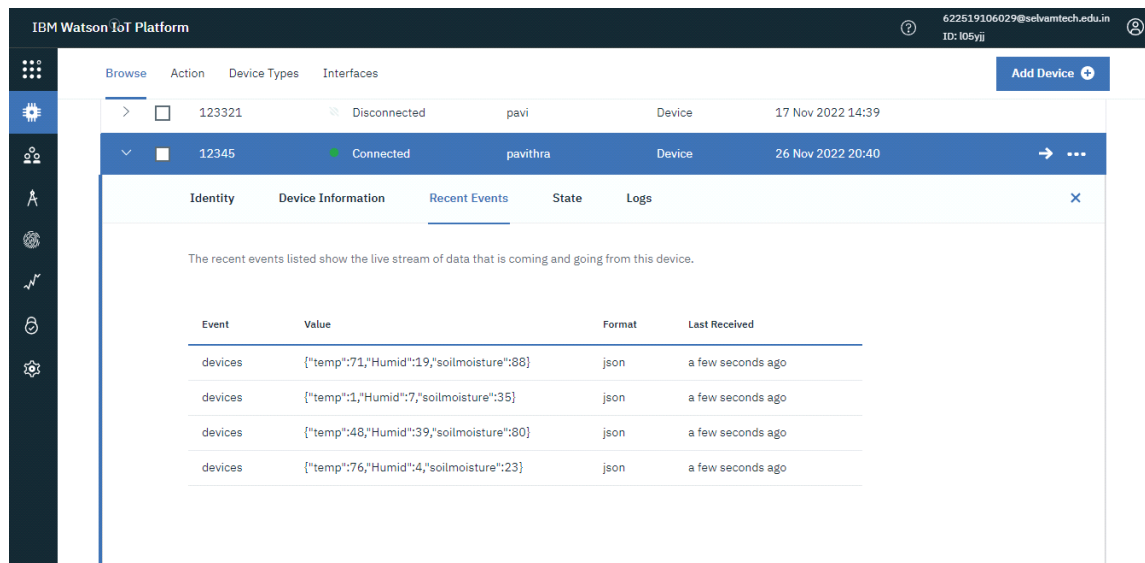 IBM Watson IoT Platform
622519106029@selvamtech.edu.in
ID: l05yjj
Browse Action Device Types Interfaces Add Device
123321 Disconnected pavi Device 17 Nov 2022 14:39
12345 Connected pavithra Device 26 Nov 2022 20:40
Identity Device Information Recent Events State Logs
The recent events listed show the live stream of data that is coming and going from this device.
Event Value Format Last Received
devices {"temp":71,"Humid":19,"soilmoisture":88} json a few seconds ago
devices {"temp":1,"Humid":7,"soilmoisture":35} json a few seconds ago
devices {"temp":48,"Humid":39,"soilmoisture":80} json a few seconds ago
devices {"temp":76,"Humid":4,"soilmoisture":23} json a few seconds ago